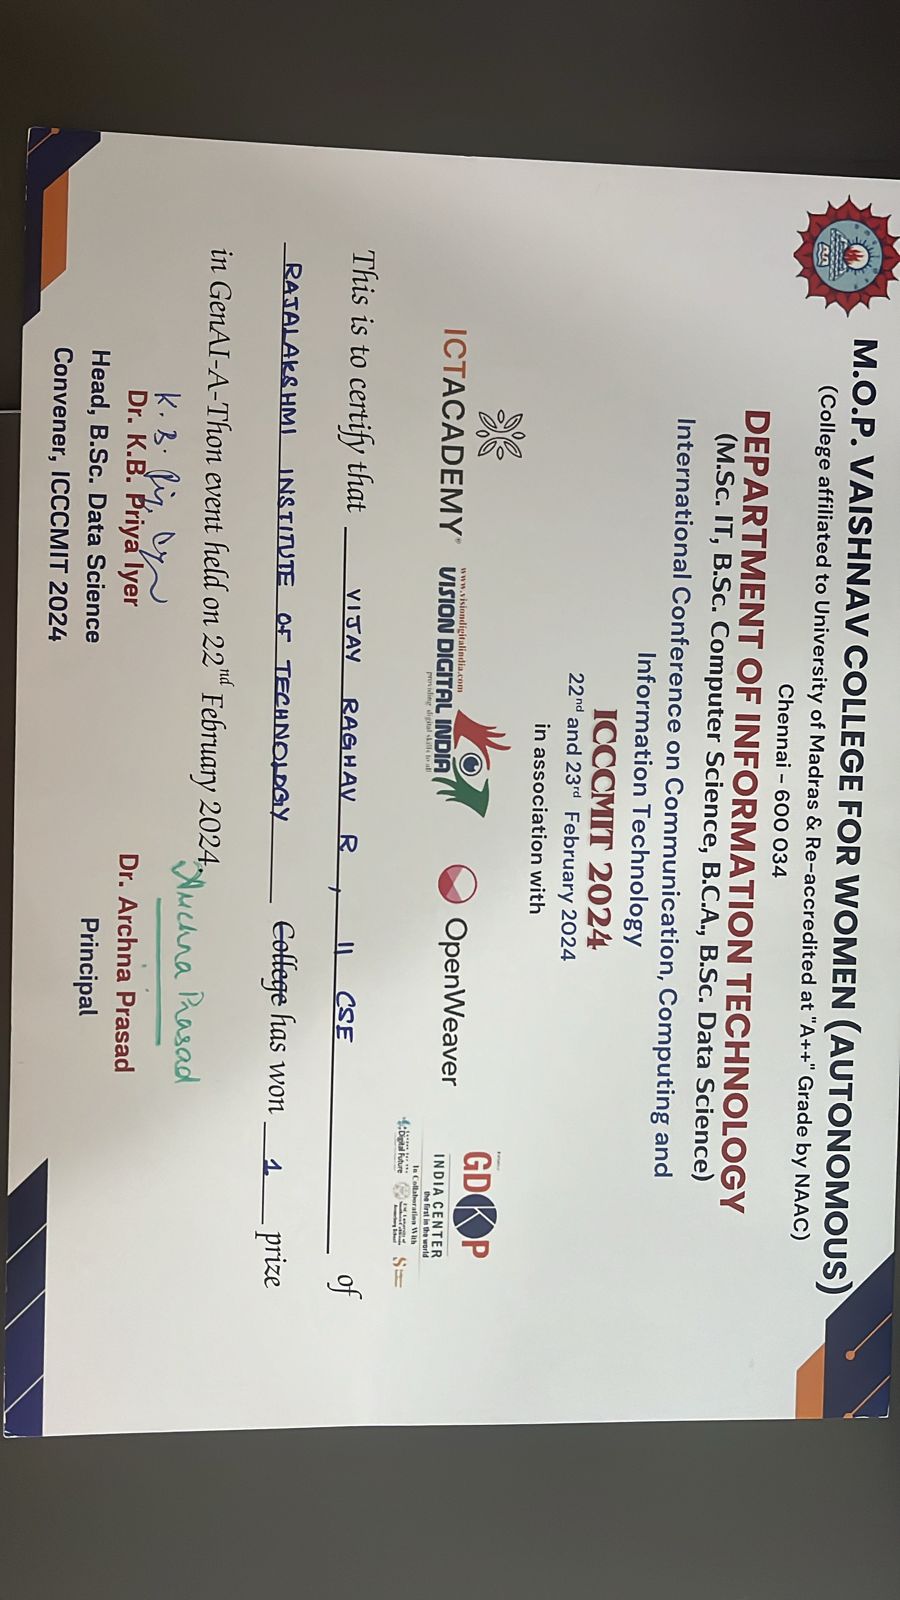 M.O.P. VAISHNAV COLLEGE FOR WOMEN (AUTONOMOUS)
(College affiliated to University of Madras & Re-accredited at "A++" Grade by NAAC)
Chennai - 600 034
DEPARTMENT OF INFORMATION TECHNOLOGY
(M.Sc. IT, B.Sc. Computer Science, B.C.A., B.Sc. Data Science)
International Conference on Communication, Computing and
Information Technology
ICCCMIT 2024
22nd and 23rd February 2024
in association with
ICTACADEMY
www.visiondigitalindia.com
VISION DIGITAL INDIA
providing digital skills to all
OpenWeaver
GDKP
INDIA CENTER
the first in the world
In Collaboration With
Digital Future
This is to certify that VIJAY RAGHAV R, II CSE of
RAJALAKSHMI INSTITUTE OF TECHNOLOGY College has won 1 prize
in GenAI-A-Thon event held on 22nd February 2024.
Archna Prasad
Dr. K.B. Priya Iyer
Head, B.Sc. Data Science
Convener, ICCCMIT 2024
Dr. Archna Prasad
Principal